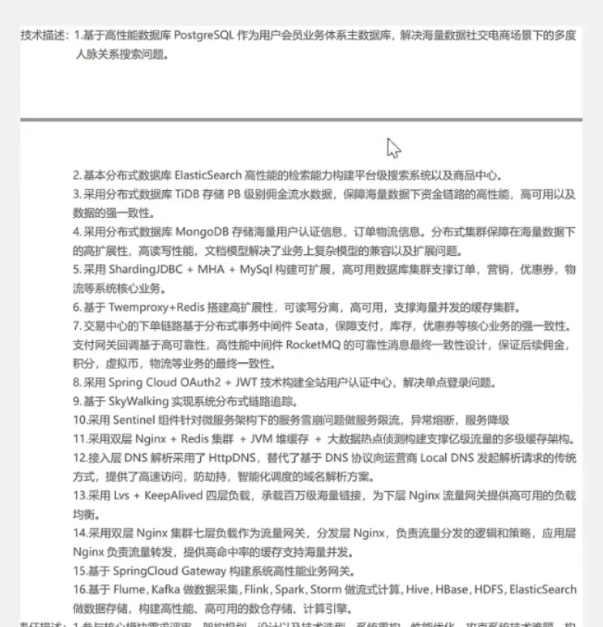 技术描述：1.基于高性能数据库 PostgreSQL 作为用户会员业务体系主数据库，解决海量数据社交电商场景下的多度
人脉关系搜索问题。
2.基本分布式数据库 ElasticSearch 高性能的检索能力构建平台级搜索系统以及商品中心。
3.采用分布式数据库 TiDB 存储 PB 级别佣金流水数据，保障海量数据下资金链路的高性能，高可用以及
数据的强一致性。
4.采用分布式数据库 MongoDB 存储海量用户认证信息，订单物流信息。分布式集群保障在海量数据下
的高扩展性，高读写性能，文档模型解决了业务上复杂模型的兼容以及扩展问题。
5.采用 ShardingJDBC + MHA + MySql 构建可扩展，高可用数据库集群支撑订单，营销，优惠券，物
流等系统核心业务。
6.基于 Twemproxy+Redis 搭建高扩展性，可读写分离，高可用，支撑海量并发的缓存集群。
7.交易中心的下单链路基于分布式事务中间件 Seata，保障支付，库存，优惠券等核心业务的强一致性。
支付网关回调基于高可靠性，高性能中间件 RocketMQ 的可靠性消息最终一致性设计，保证后续佣金，
积分，虚拟币，物流等业务的最终一致性。
8.采用 Spring Cloud OAuth2 + JWT 技术构建全站用户认证中心，解决单点登录问题。
9.基于 SkyWalking 实现系统分布式链路追踪。
10.采用 Sentinel 组件针对微服务架构下的服务雪崩问题做服务限流，异常熔断，服务降级
11.采用双层 Nginx + Redis 集群 + JVM 堆缓存 + 大数据热点侦测构建支撑亿级流量的多级缓存架构。
12.接入层 DNS 解析采用了 HttpDNS，替代了基于 DNS 协议向运营商 Local DNS 发起解析请求的传统
方式，提供了高速访问，防劫持，智能化调度的域名解析方案。
13.采用 Lvs + KeepAlived 四层负载，承载百万级海量链接，为下层 Nginx 流量网关提供高可用的负载
均衡。
14.采用双层 Nginx 集群七层负载作为流量网关，分发层 Nginx，负责流量分发的逻辑和策略，应用层
Nginx 负责流量转发，提供高命中率的缓存支持海量并发。
15.基于 SpringCloud Gateway 构建系统高性能业务网关。
16.基于 Flume, Kafka 做数据采集, Flink, Spark, Storm 做流式计算, Hive, HBase, HDFS, ElasticSearch
做数据存储，构建高性能、高可用的数仓存储、计算引擎。